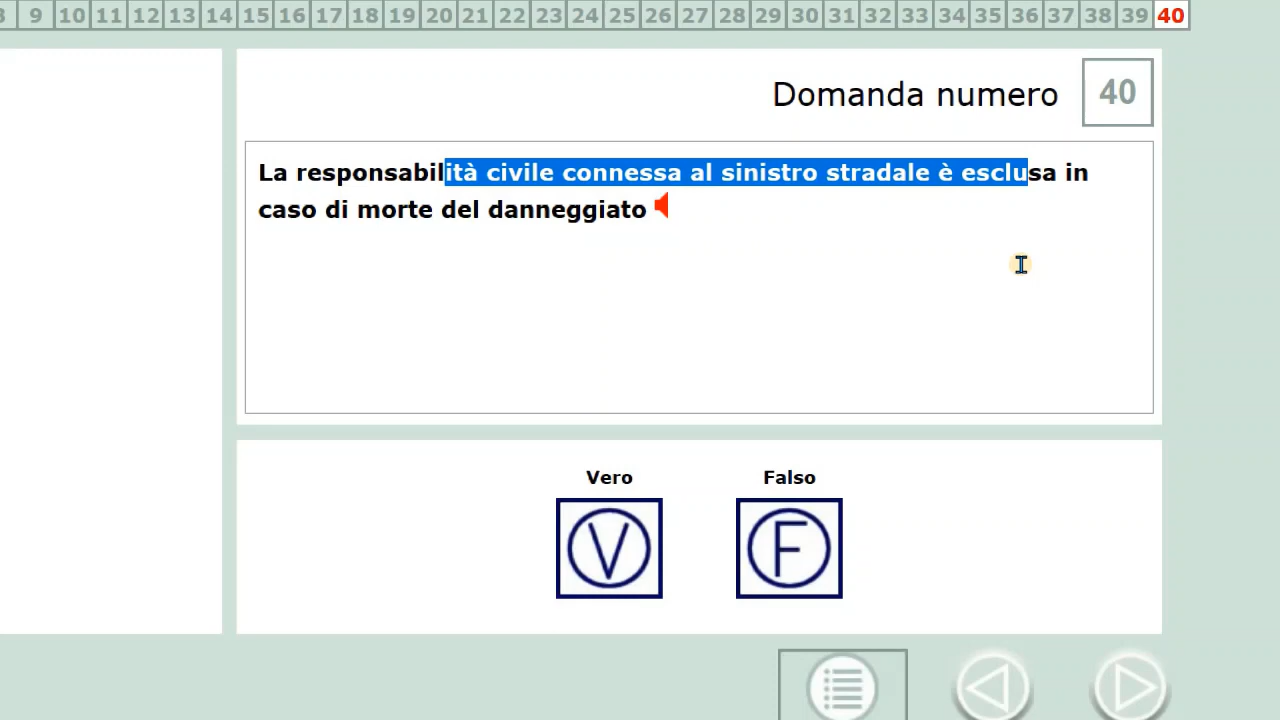 8 9 10 11 12 13 14 15 16 17 18 19 20 21 22 23 24 25 26 27 28 29 30 31 32 33 34 35 36 37 38 39 40
Domanda numero 40
La responsabilità civile connessa al sinistro stradale è esclusa in
caso di morte del danneggiato
Vero Falso
V F